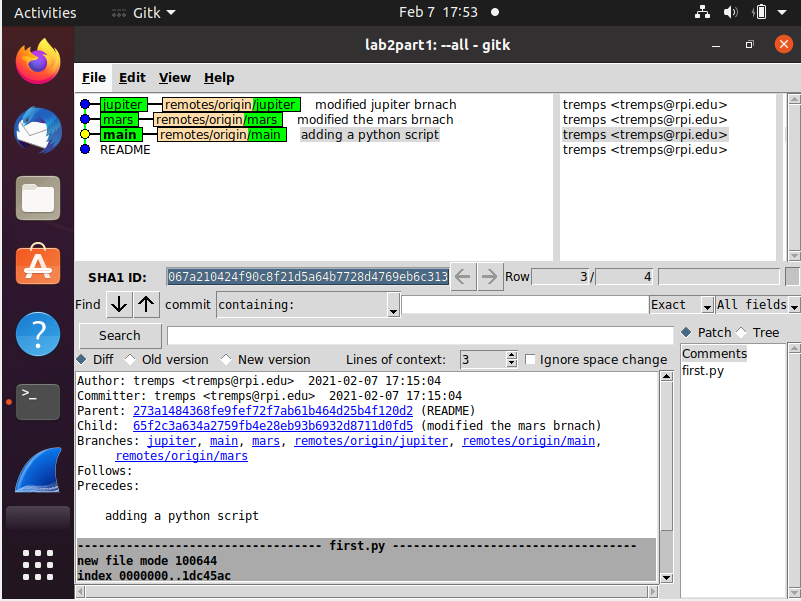 Activities Gitk Feb 7 17:53
lab2part1: --all - gitk
File Edit View Help
jupiter remotes/origin/jupiter modified jupiter brnach tremps <tremps@rpi.edu>
mars remotes/origin/mars modified the mars brnach tremps <tremps@rpi.edu>
main remotes/origin/main adding a python script tremps <tremps@rpi.edu>
README tremps <tremps@rpi.edu>
SHA1 ID: 067a210424f90c8f21d5a64b7728d4769eb6c313 Row 3 / 4
Find commit containing: Exact All fields
Search Patch Tree
Diff Old version New version Lines of context: 3 Ignore space change Comments
first.py
Author: tremps <tremps@rpi.edu> 2021-02-07 17:15:04
Committer: tremps <tremps@rpi.edu> 2021-02-07 17:15:04
Parent: 273a1484368fe9fef72f7ab61b464d25b4f120d2 (README)
Child: 65f2c3a634a2759fb4e28eb93b6932d8711d0fd5 (modified the mars brnach)
Branches: jupiter, main, mars, remotes/origin/jupiter, remotes/origin/main,
remotes/origin/mars
Follows:
Precedes:
adding a python script
--------------------------------- first.py ---------------------------------
new file mode 100644
index 0000000..1dc45ac